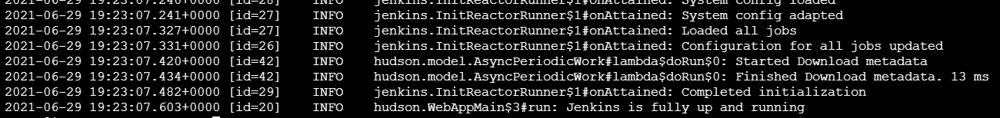 2021-06-29 19:23:07.240+0000 [id=28] INFO jenkins.InitReactorRunner$1#onAttained: System config loaded
2021-06-29 19:23:07.241+0000 [id=27] INFO jenkins.InitReactorRunner$1#onAttained: System config adapted
2021-06-29 19:23:07.327+0000 [id=27] INFO jenkins.InitReactorRunner$1#onAttained: Loaded all jobs
2021-06-29 19:23:07.331+0000 [id=26] INFO jenkins.InitReactorRunner$1#onAttained: Configuration for all jobs updated
2021-06-29 19:23:07.420+0000 [id=42] INFO hudson.model.AsyncPeriodicWork#lambda$doRun$0: Started Download metadata
2021-06-29 19:23:07.434+0000 [id=42] INFO hudson.model.AsyncPeriodicWork#lambda$doRun$0: Finished Download metadata. 13 ms
2021-06-29 19:23:07.482+0000 [id=29] INFO jenkins.InitReactorRunner$1#onAttained: Completed initialization
2021-06-29 19:23:07.603+0000 [id=20] INFO hudson.WebAppMain$3#run: Jenkins is fully up and running